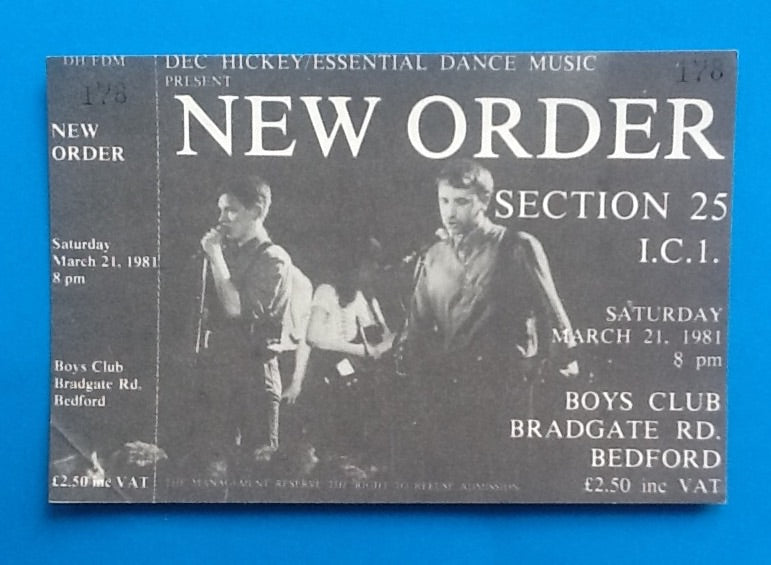 DH EDM
178
NEW
ORDER
Saturday
March 21, 1981
8 pm
Boys Club
Bradgate Rd.
Bedford
£2.50 inc VAT
DEC HICKEY/ESSENTIAL DANCE MUSIC
PRESENT
178
NEW ORDER
SECTION 25
I.C.1.
SATURDAY
MARCH 21, 1981
8 pm
BOYS CLUB
BRADGATE RD.
BEDFORD
£2.50 inc VAT
THE MANAGEMENT RESERVE THE RIGHT TO REFUSE ADMISSION